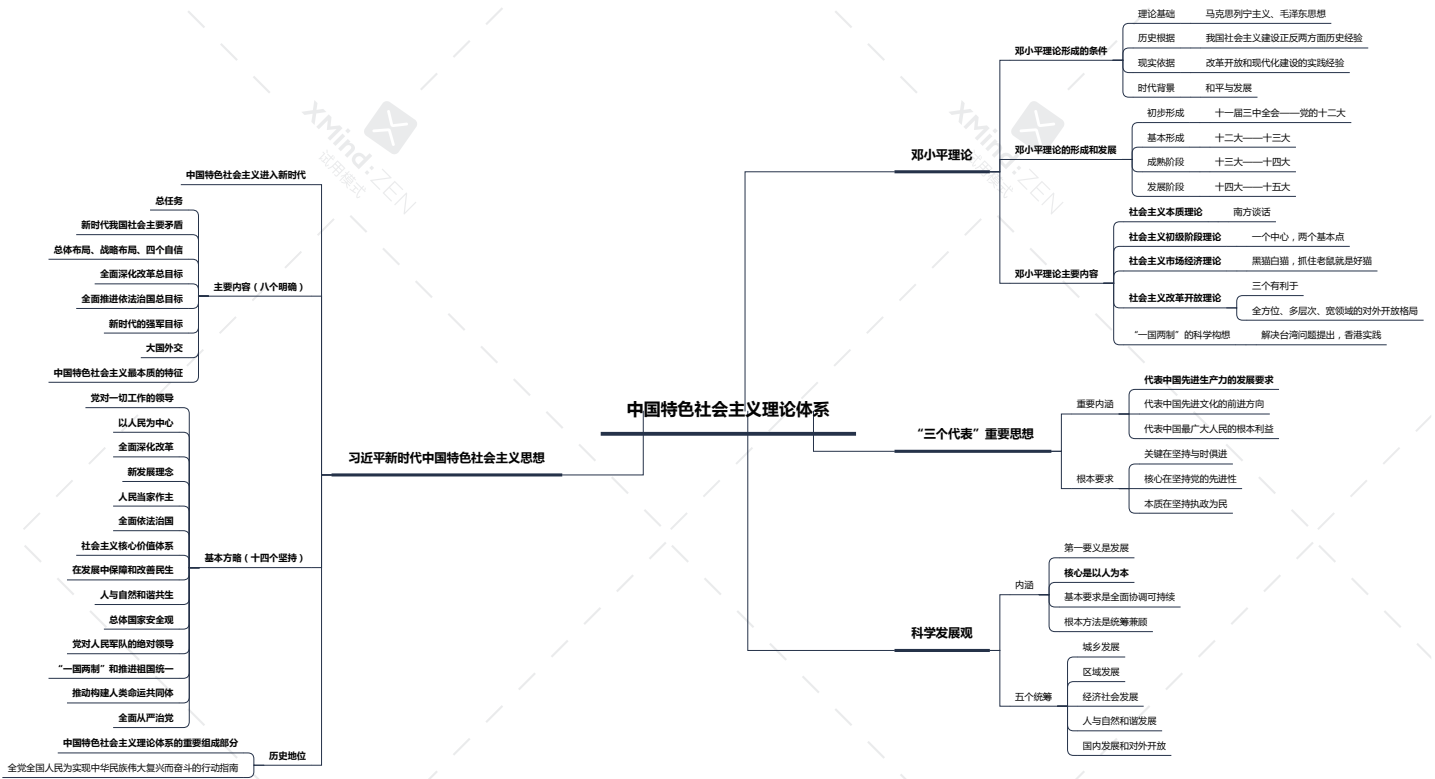 中国特色社会主义理论体系
邓小平理论
邓小平理论形成的条件
理论基础 马克思列宁主义、毛泽东思想
历史根据 我国社会主义建设正反两方面历史经验
现实依据 改革开放和现代化建设的实践经验
时代背景 和平与发展
邓小平理论的形成和发展
初步形成 十一届三中全会——党的十二大
基本形成 十二大——十三大
成熟阶段 十三大——十四大
发展阶段 十四大——十五大
邓小平理论主要内容
社会主义本质理论 南方谈话
社会主义初级阶段理论 一个中心，两个基本点
社会主义市场经济理论 黑猫白猫，抓住老鼠就是好猫
社会主义改革开放理论
三个有利于
全方位、多层次、宽领域的对外开放格局
“一国两制”的科学构想 解决台湾问题提出，香港实践
“三个代表”重要思想
重要内涵
代表中国先进生产力的发展要求
代表中国先进文化的前进方向
代表中国最广大人民的根本利益
根本要求
关键在坚持与时俱进
核心在坚持党的先进性
本质在坚持执政为民
科学发展观
内涵
第一要义是发展
核心是以人为本
基本要求是全面协调可持续
根本方法是统筹兼顾
五个统筹
城乡发展
区域发展
经济社会发展
人与自然和谐发展
国内发展和对外开放
习近平新时代中国特色社会主义思想
中国特色社会主义进入新时代
主要内容（八个明确）
总任务
新时代我国社会主要矛盾
总体布局、战略布局、四个自信
全面深化改革总目标
全面推进依法治国总目标
新时代的强军目标
大国外交
中国特色社会主义最本质的特征
基本方略（十四个坚持）
党对一切工作的领导
以人民为中心
全面深化改革
新发展理念
人民当家作主
全面依法治国
社会主义核心价值体系
在发展中保障和改善民生
人与自然和谐共生
总体国家安全观
党对人民军队的绝对领导
“一国两制”和推进祖国统一
推动构建人类命运共同体
全面从严治党
历史地位
中国特色社会主义理论体系的重要组成部分
全党全国人民为实现中华民族伟大复兴而奋斗的行动指南
XMind:ZEN
试用模式
XMind:ZEN
试用模式